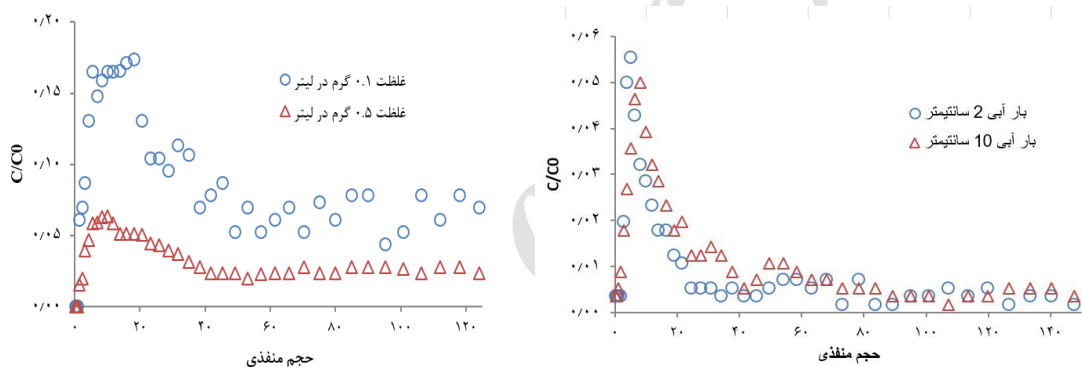 ۰٫۲۰
۰٫۱۵
۰٫۱۰
۰٫۰۵
۰٫۰۰
C/C0
غلظت ۰.۱ گرم در لیتر
غلظت ۰.۵ گرم در لیتر
۰ ۲۰ ۴۰ ۶۰ ۸۰ ۱۰۰ ۱۲۰
حجم منفذی
۰٫۰۶
۰٫۰۵
۰٫۰۴
۰٫۰۳
۰٫۰۲
۰٫۰۱
۰٫۰۰
C/C0
بار آبی 2 سانتیمتر
بار آبی 10 سانتیمتر
۰ ۲۰ ۴۰ ۶۰ ۸۰ ۱۰۰ ۱۲۰ ۱۴۰
حجم منفذی